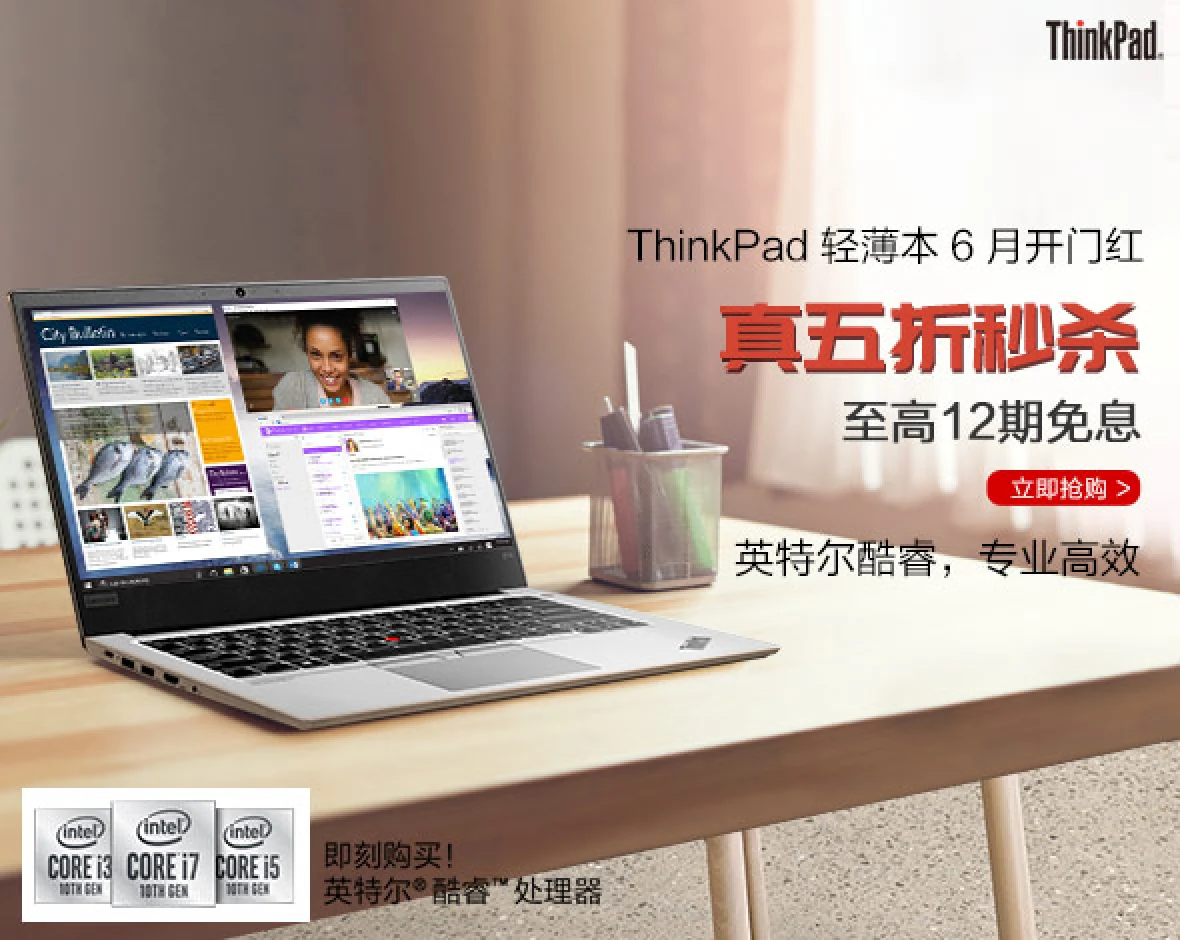 ThinkPad
ThinkPad 轻薄本 6 月开门红
真五折秒杀
至高12期免息
立即抢购 >
英特尔酷睿，专业高效
City Bulletin
ThinkPad
intel
CORE i3
10TH GEN
intel
CORE i7
10TH GEN
intel
CORE i5
10TH GEN
即刻购买！
英特尔® 酷睿™ 处理器